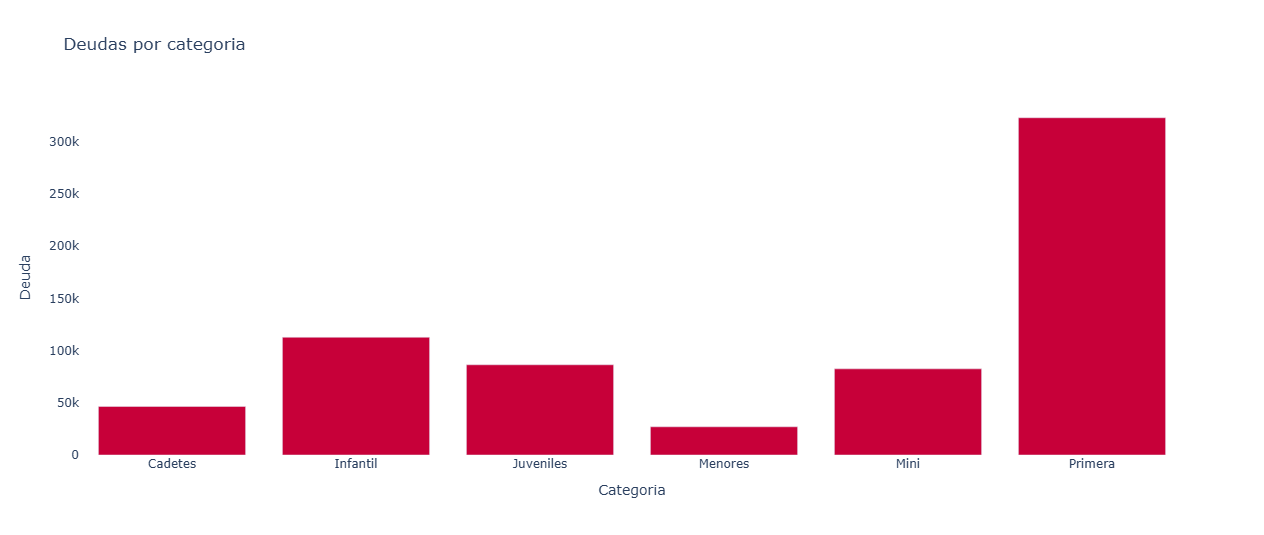 Deudas por categoria
300k
250k
200k
150k
100k
50k
0
Deuda
Cadetes Infantil Juveniles Menores Mini Primera
Categoria